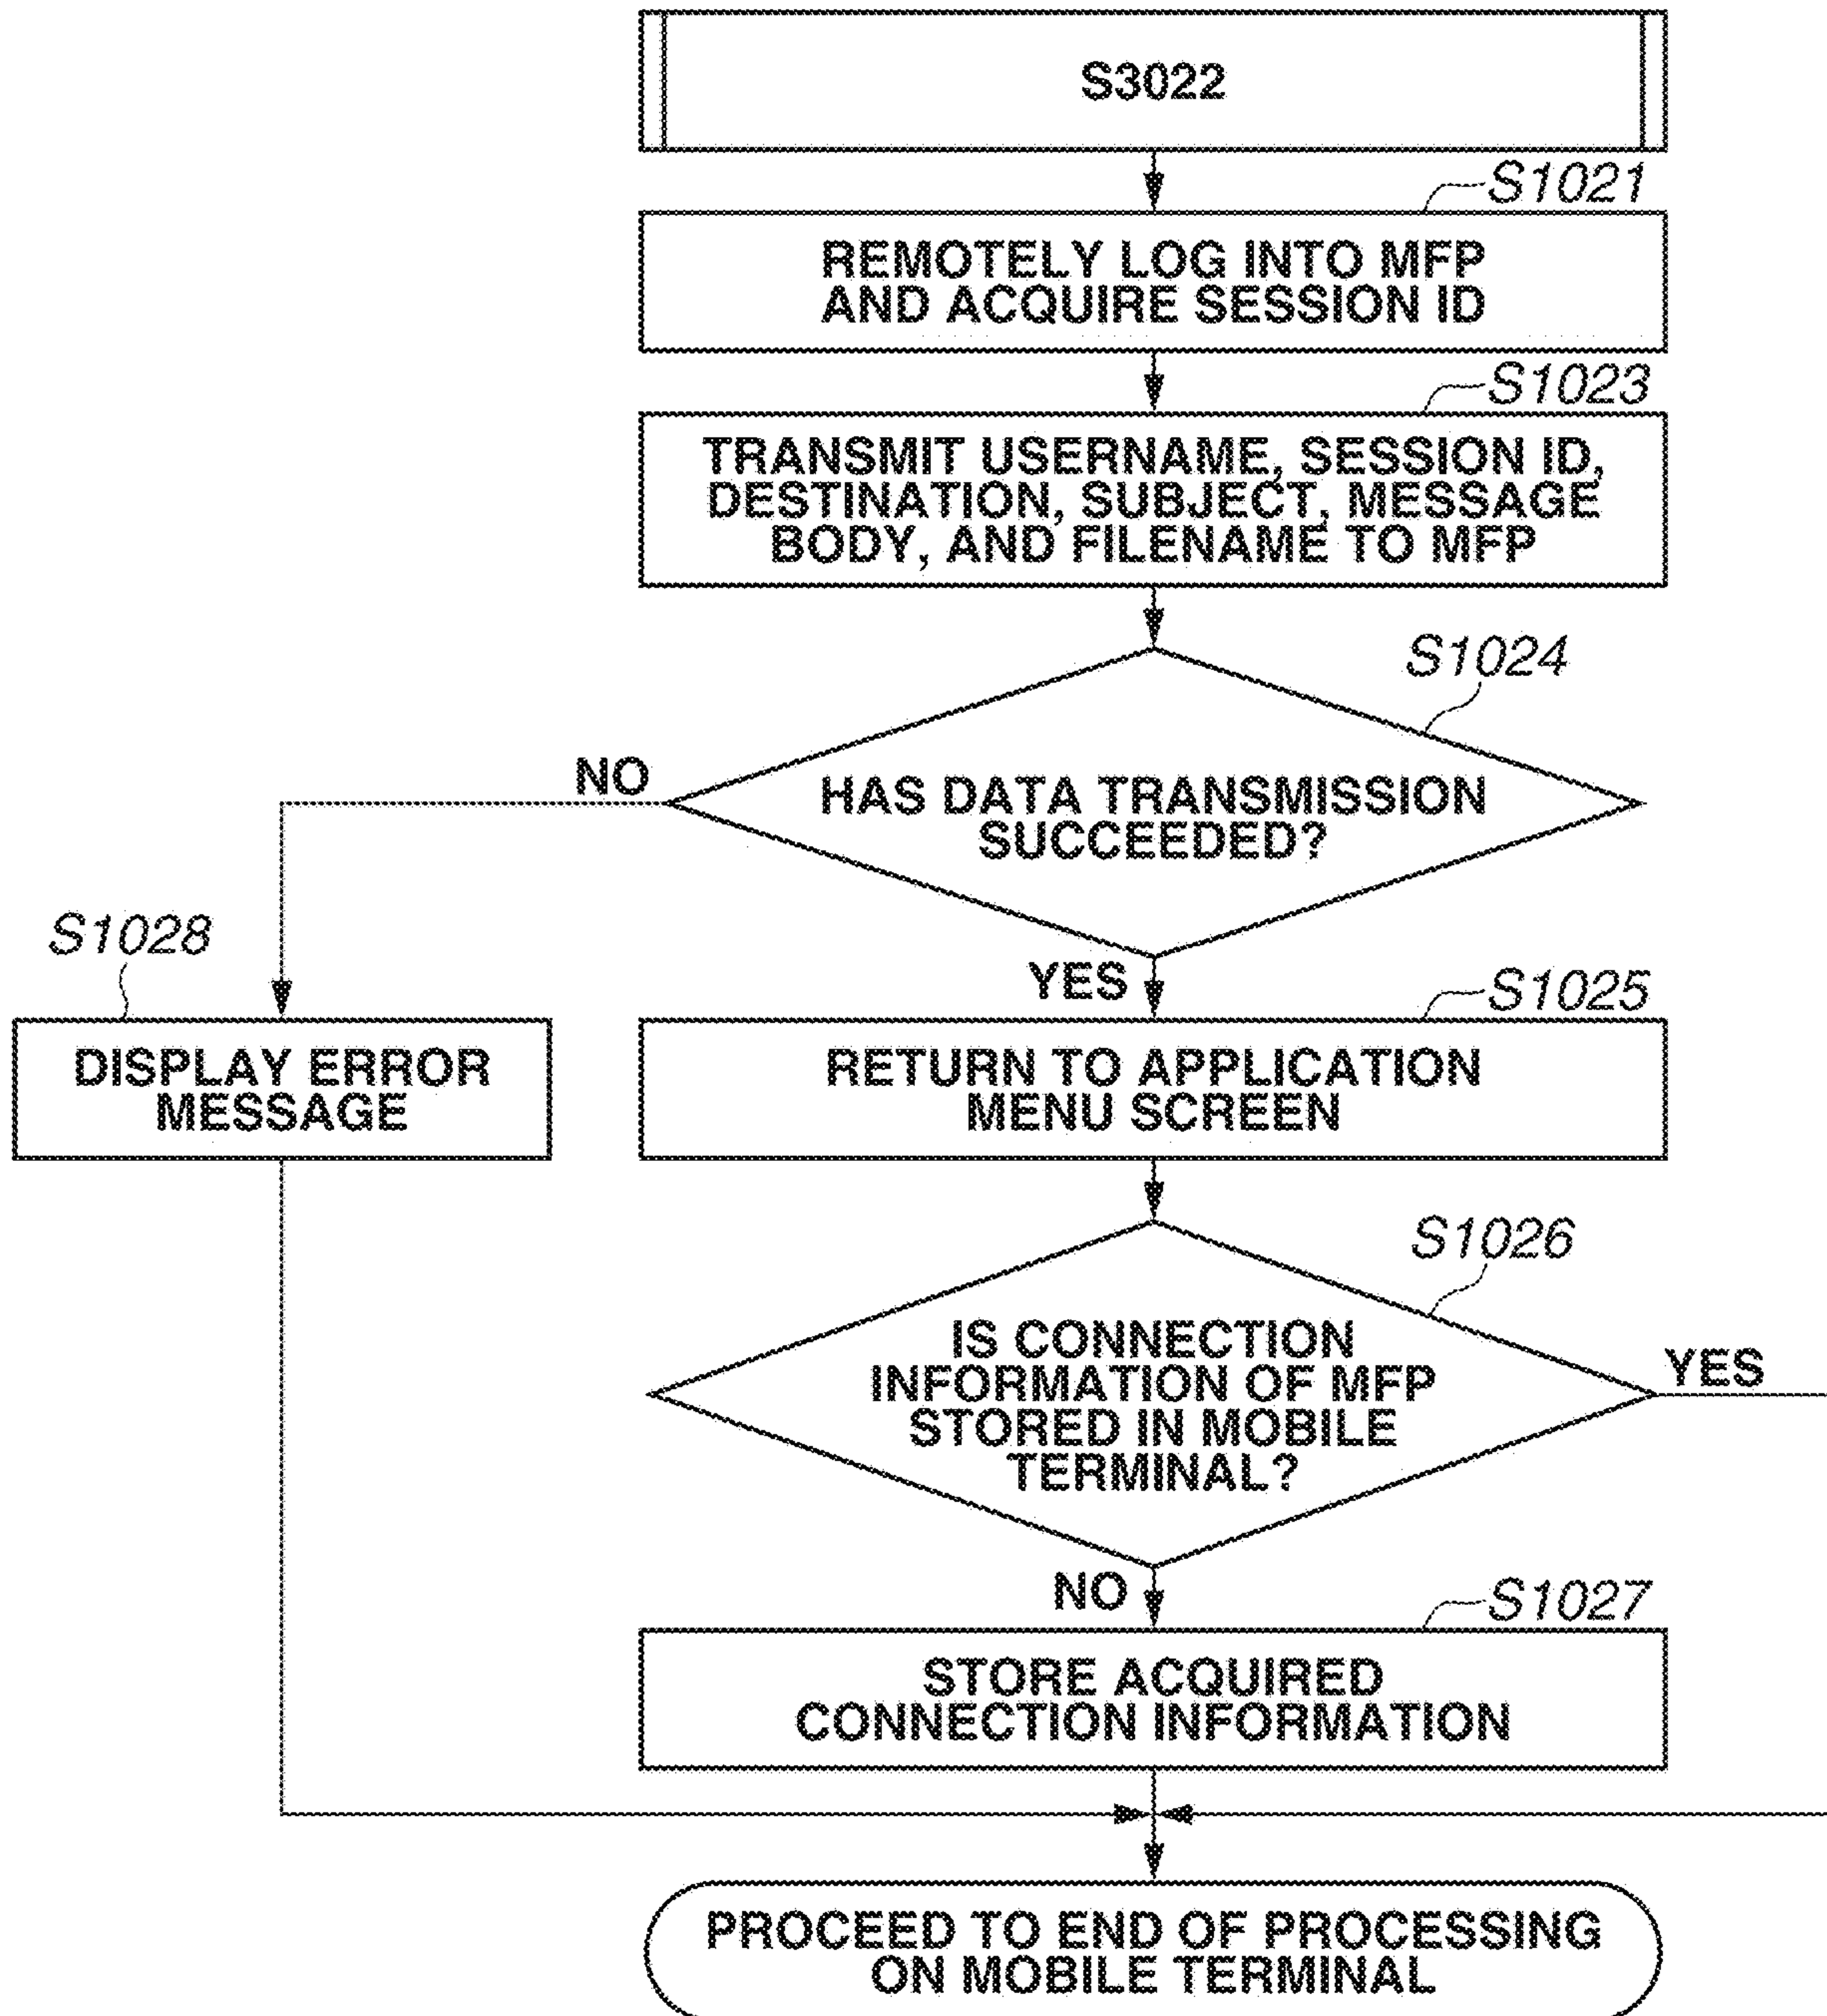 S3022
S1021
REMOTELY LOG INTO MFP
AND ACQUIRE SESSION ID
S1023
TRANSMIT USERNAME, SESSION ID,
DESTINATION, SUBJECT, MESSAGE
BODY, AND FILENAME TO MFP
S1024
NO
HAS DATA TRANSMISSION
SUCCEEDED?
S1028
YES
S1025
DISPLAY ERROR
MESSAGE
RETURN TO APPLICATION
MENU SCREEN
S1026
IS CONNECTION
INFORMATION OF MFP
STORED IN MOBILE
TERMINAL?
YES
NO
S1027
STORE ACQUIRED
CONNECTION INFORMATION
PROCEED TO END OF PROCESSING
ON MOBILE TERMINAL